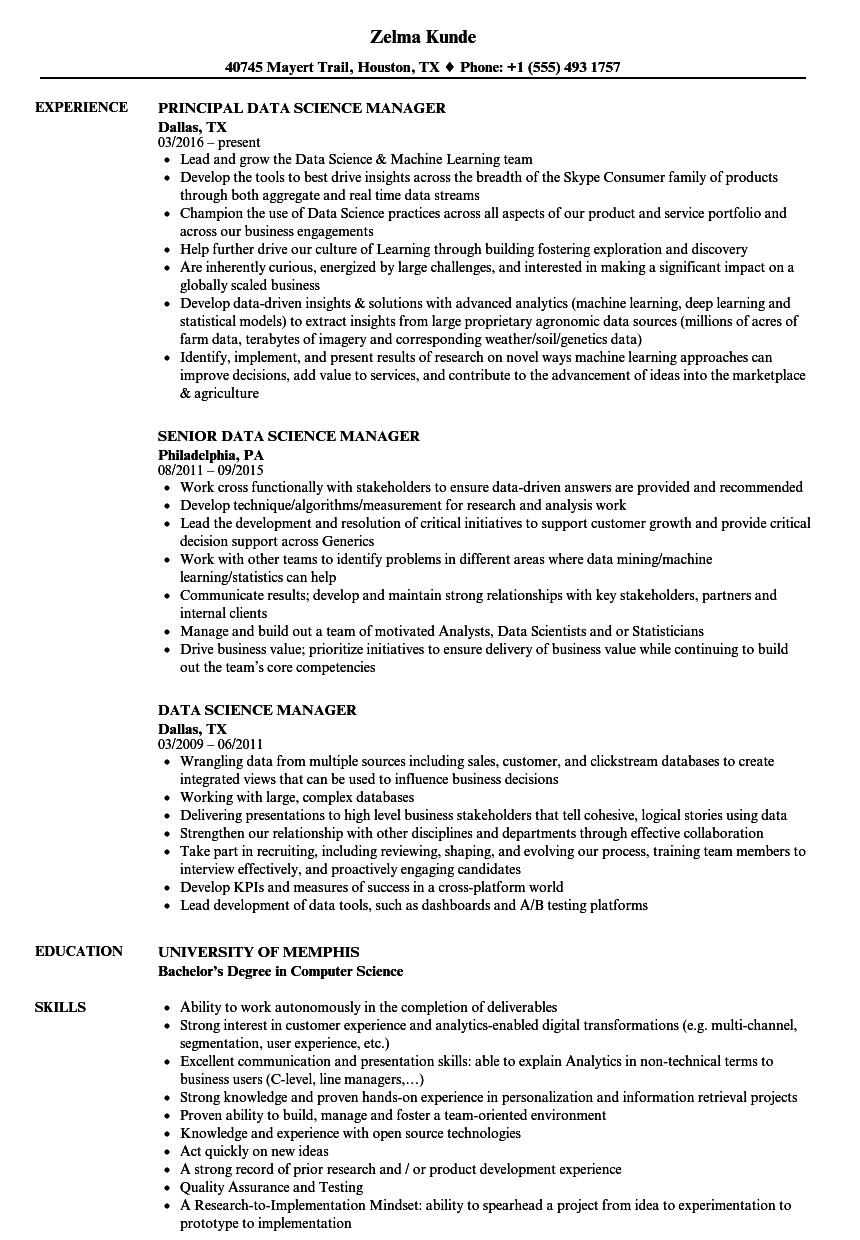 Zelma Kunde
40745 Mayert Trail, Houston, TX ♦ Phone: +1 (555) 493 1757
EXPERIENCE
PRINCIPAL DATA SCIENCE MANAGER
Dallas, TX
03/2016 – present
• Lead and grow the Data Science & Machine Learning team
• Develop the tools to best drive insights across the breadth of the Skype Consumer family of products
through both aggregate and real time data streams
• Champion the use of Data Science practices across all aspects of our product and service portfolio and
across our business engagements
• Help further drive our culture of Learning through building fostering exploration and discovery
• Are inherently curious, energized by large challenges, and interested in making a significant impact on a
globally scaled business
• Develop data-driven insights & solutions with advanced analytics (machine learning, deep learning and
statistical models) to extract insights from large proprietary agronomic data sources (millions of acres of
farm data, terabytes of imagery and corresponding weather/soil/genetics data)
• Identify, implement, and present results of research on novel ways machine learning approaches can
improve decisions, add value to services, and contribute to the advancement of ideas into the marketplace
& agriculture
SENIOR DATA SCIENCE MANAGER
Philadelphia, PA
08/2011 – 09/2015
• Work cross functionally with stakeholders to ensure data-driven answers are provided and recommended
• Develop technique/algorithms/measurement for research and analysis work
• Lead the development and resolution of critical initiatives to support customer growth and provide critical
decision support across Generics
• Work with other teams to identify problems in different areas where data mining/machine
learning/statistics can help
• Communicate results; develop and maintain strong relationships with key stakeholders, partners and
internal clients
• Manage and build out a team of motivated Analysts, Data Scientists and or Statisticians
• Drive business value; prioritize initiatives to ensure delivery of business value while continuing to build
out the team’s core competencies
DATA SCIENCE MANAGER
Dallas, TX
03/2009 – 06/2011
• Wrangling data from multiple sources including sales, customer, and clickstream databases to create
integrated views that can be used to influence business decisions
• Working with large, complex databases
• Delivering presentations to high level business stakeholders that tell cohesive, logical stories using data
• Strengthen our relationship with other disciplines and departments through effective collaboration
• Take part in recruiting, including reviewing, shaping, and evolving our process, training team members to
interview effectively, and proactively engaging candidates
• Develop KPIs and measures of success in a cross-platform world
• Lead development of data tools, such as dashboards and A/B testing platforms
EDUCATION
UNIVERSITY OF MEMPHIS
Bachelor’s Degree in Computer Science
SKILLS
• Ability to work autonomously in the completion of deliverables
• Strong interest in customer experience and analytics-enabled digital transformations (e.g. multi-channel,
segmentation, user experience, etc.)
• Excellent communication and presentation skills: able to explain Analytics in non-technical terms to
business users (C-level, line managers,…)
• Strong knowledge and proven hands-on experience in personalization and information retrieval projects
• Proven ability to build, manage and foster a team-oriented environment
• Knowledge and experience with open source technologies
• Act quickly on new ideas
• A strong record of prior research and / or product development experience
• Quality Assurance and Testing
• A Research-to-Implementation Mindset: ability to spearhead a project from idea to experimentation to
prototype to implementation